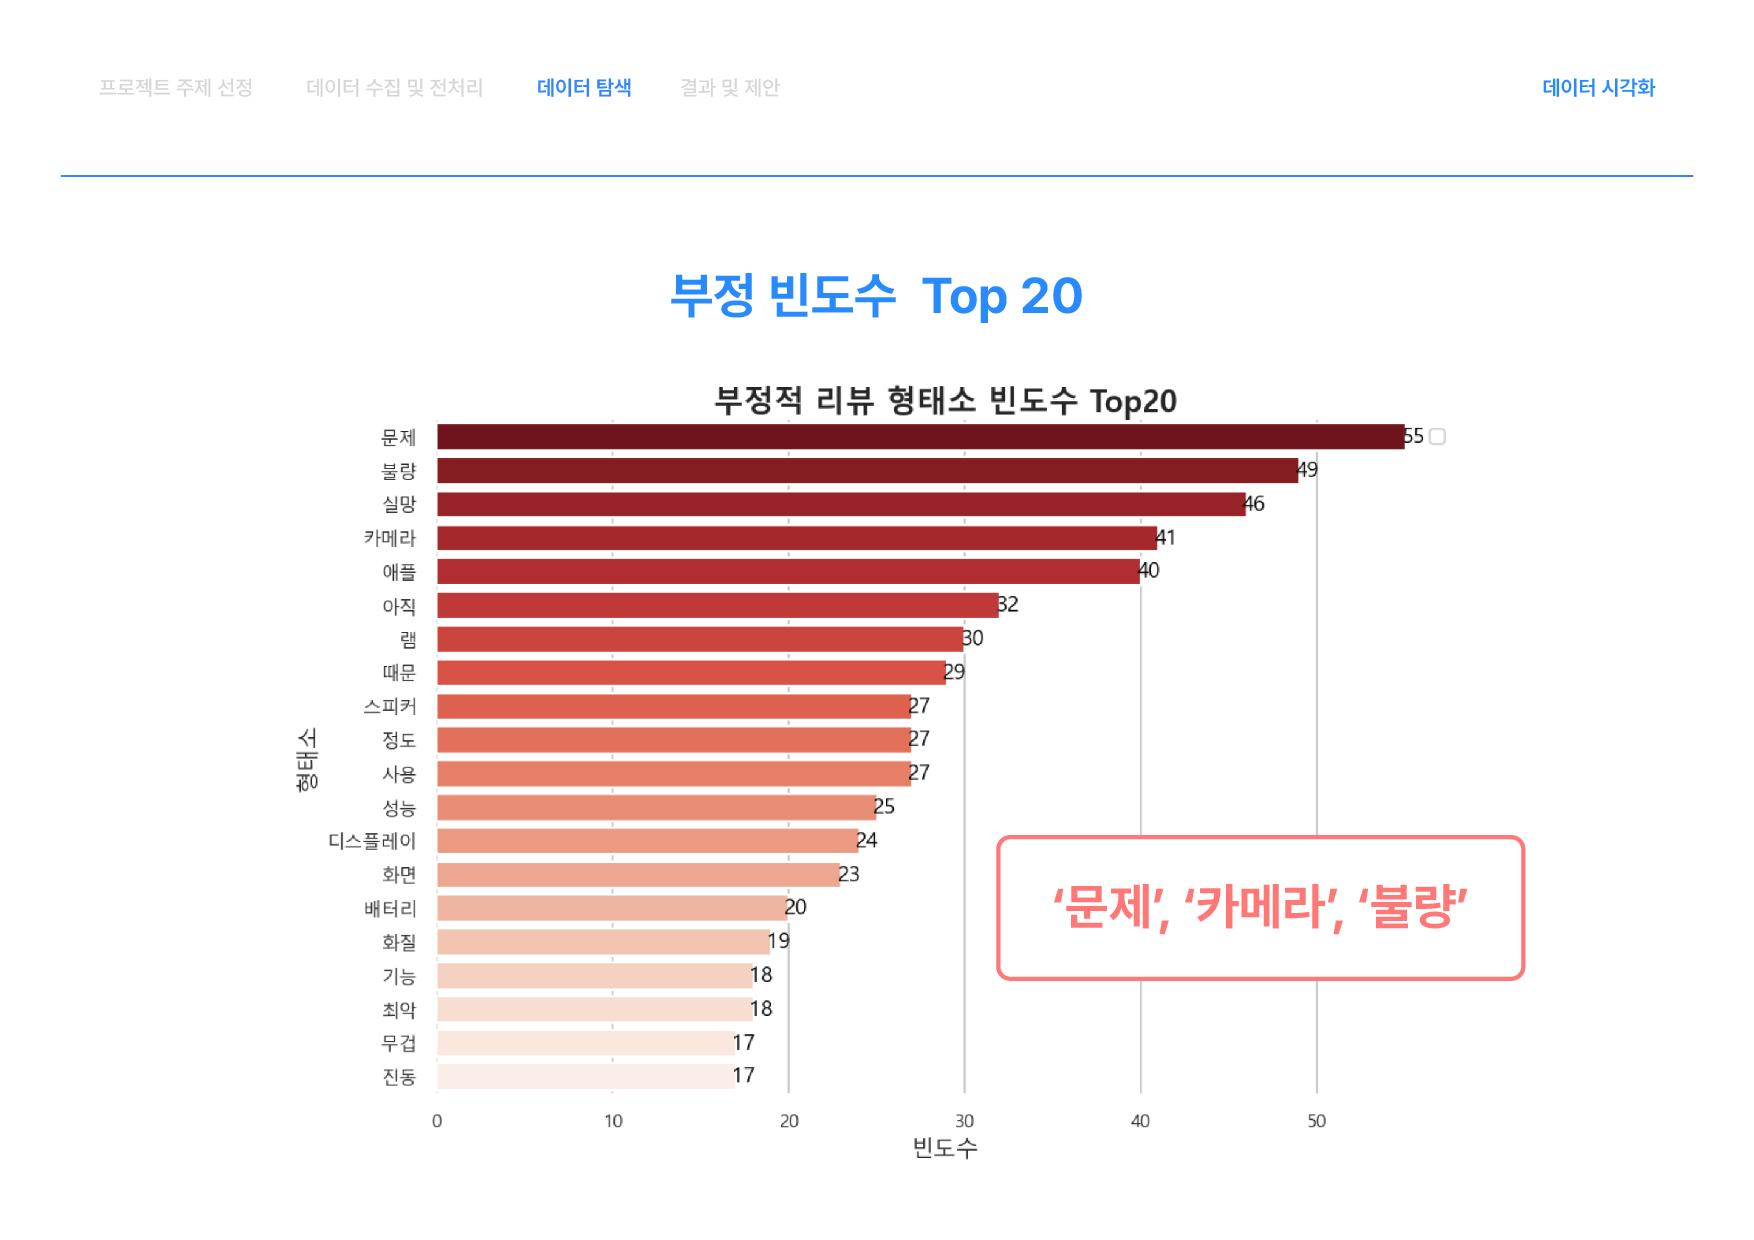 프로젝트 주제 선정 데이터 수집 및 전처리 데이터 탐색 결과 및 제안 데이터 시각화
부정 빈도수 Top 20
부정적 리뷰 형태소 빈도수 Top20
형태소
문제 55
불량 49
실망 46
카메라 41
애플 40
아직 32
램 30
때문 29
스피커 27
정도 27
사용 27
성능 25
디스플레이 24
화면 23
배터리 20
화질 19
기능 18
최악 18
무겁 17
진동 17
‘문제’, ‘카메라’, ‘불량’
0 10 20 30 40 50
빈도수